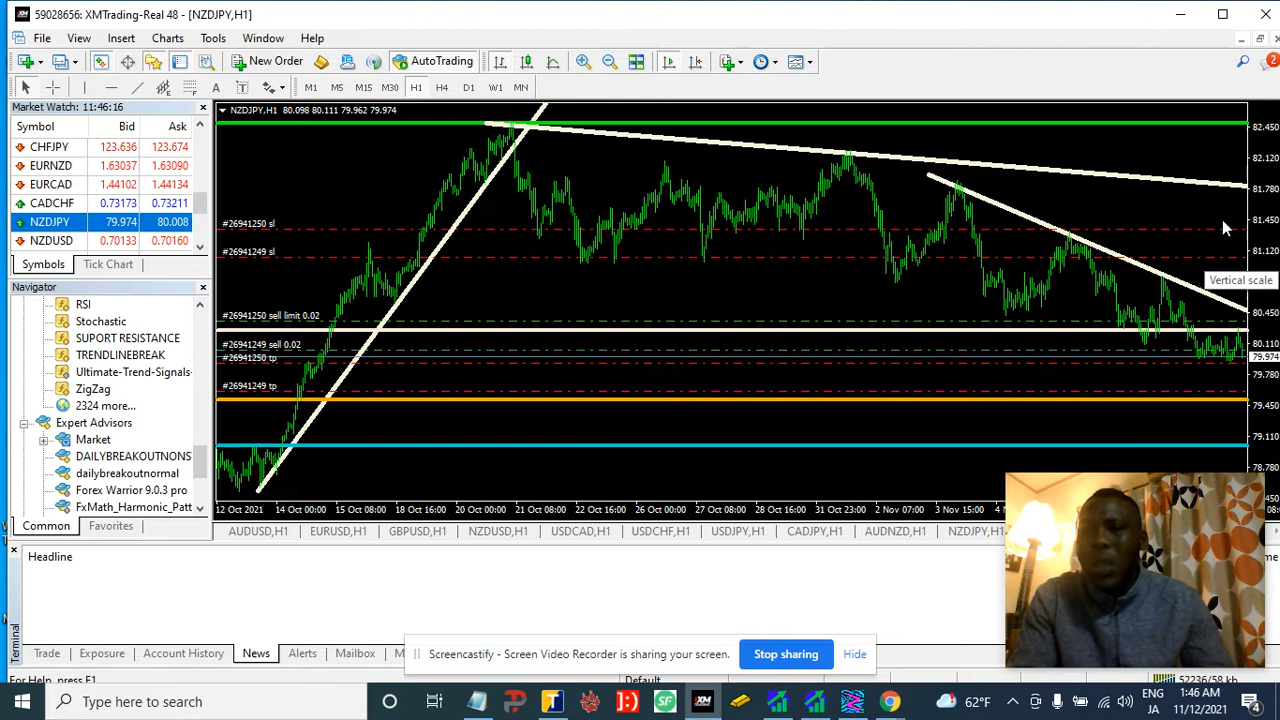 59028656: XMTrading-Real 48 - [NZDJPY,H1]
File View Insert Charts Tools Window Help
New Order AutoTrading
M1 M5 M15 M30 H1 H4 D1 W1 MN
Market Watch: 11:46:16
Symbol Bid Ask
CHFJPY 123.636 123.674
EURNZD 1.63037 1.63090
EURCAD 1.44102 1.44134
CADCHF 0.73173 0.73211
NZDJPY 79.974 80.008
NZDUSD 0.70133 0.70160
Symbols Tick Chart
Navigator
RSI
Stochastic
SUPORT RESISTANCE
TRENDLINEBREAK
Ultimate-Trend-Signals-
ZigZag
2324 more...
Expert Advisors
Market
DAILYBREAKOUTNONS
dailybreakoutnormal
Forex Warrior 9.0.3 pro
FxMath_Harmonic_Patt
Common Favorites
NZDJPY,H1 80.098 80.111 79.962 79.974
#26941250 sl
#26941249 sl
#26941250 sell limit 0.02
#26941249 sell 0.02
#26941250 tp
#26941249 tp
82.450
82.120
81.780
81.450
81.120
Vertical scale
80.450
80.110
79.974
79.780
79.450
79.110
78.780
12 Oct 2021 14 Oct 00:00 15 Oct 08:00 18 Oct 16:00 20 Oct 00:00 21 Oct 08:00 22 Oct 16:00 26 Oct 00:00 27 Oct 08:00 28 Oct 16:00 31 Oct 23:00 2 Nov 07:00 3 Nov 15:00
AUDUSD,H1 EURUSD,H1 GBPUSD,H1 NZDUSD,H1 USDCAD,H1 USDCHF,H1 USDJPY,H1 CADJPY,H1 AUDNZD,H1 NZDJPY,H1
Headline
Terminal
Trade Exposure Account History News Alerts Mailbox
Screencastify - Screen Video Recorder is sharing your screen. Stop sharing Hide
For Help, press F1 Default 52236/58 kb
Type here to search
62°F
ENG
JA
1:46 AM
11/12/2021
4
2